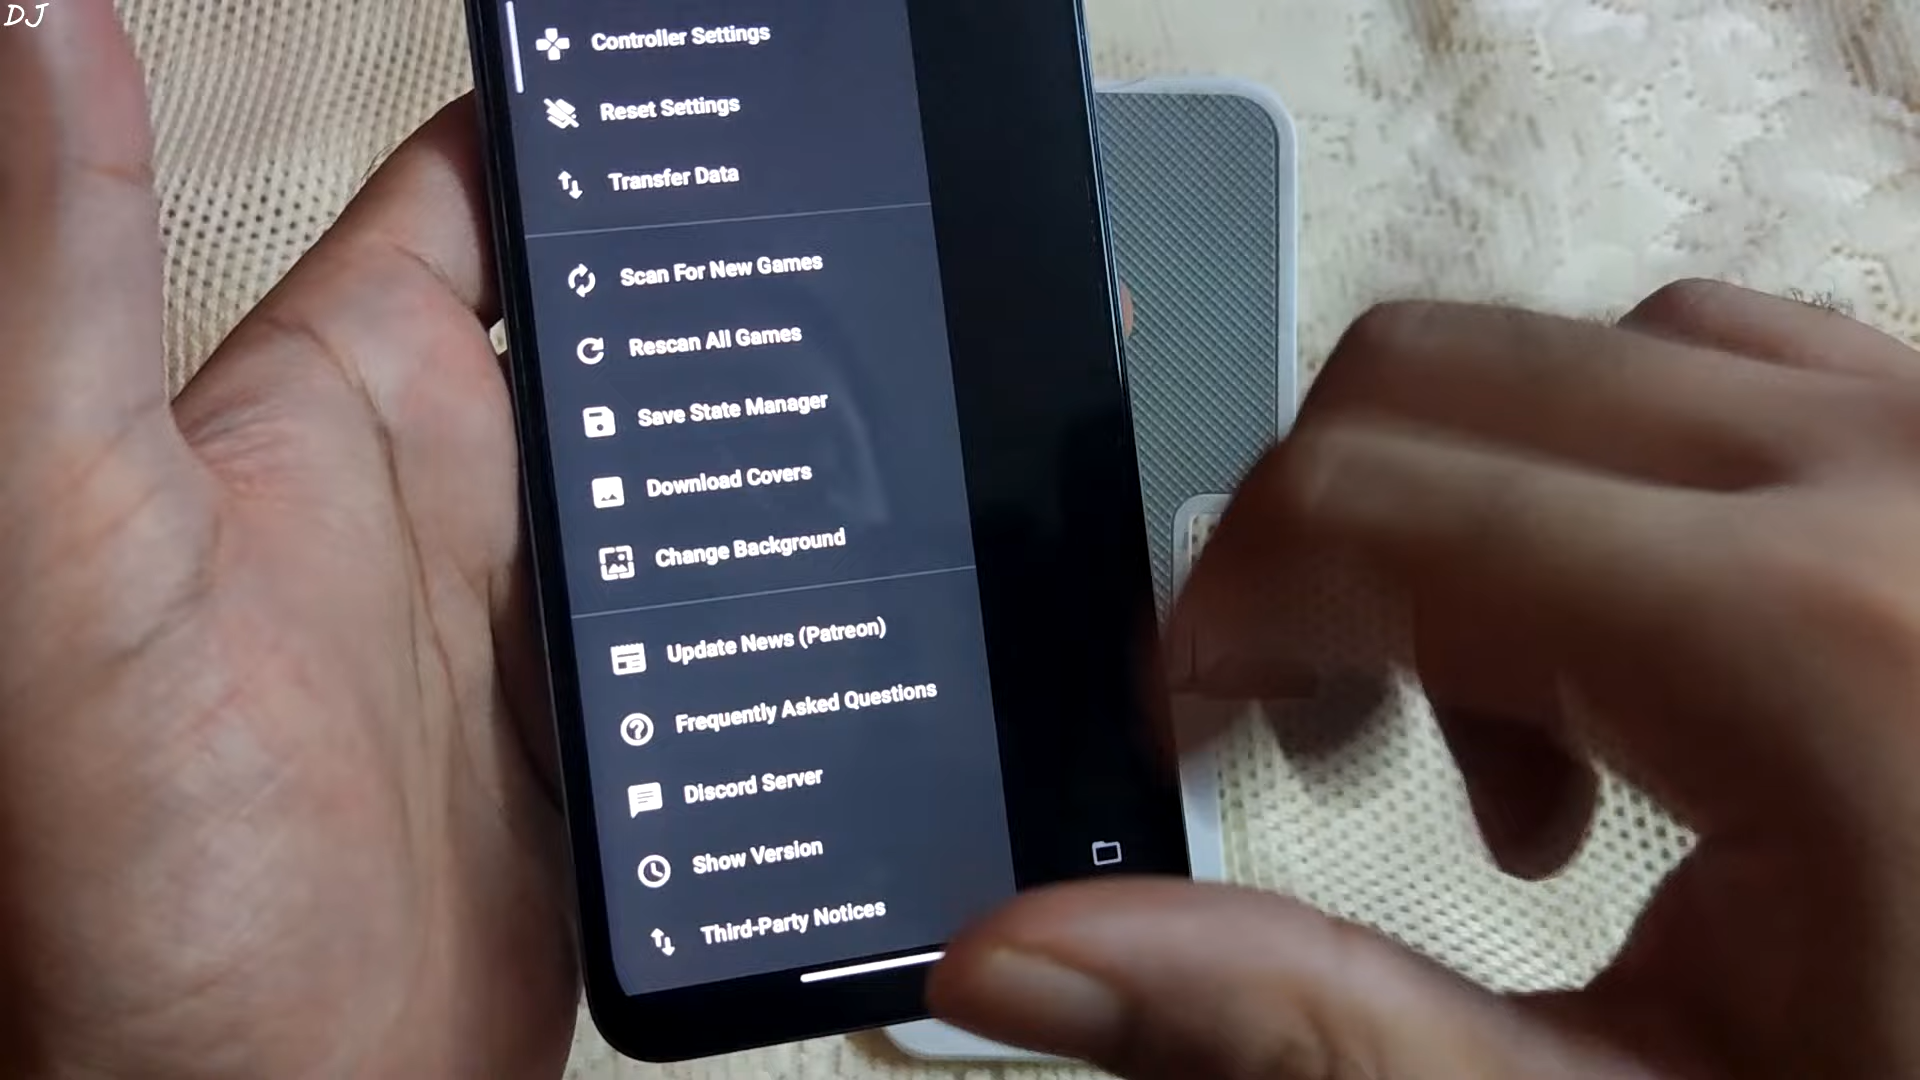 DJ
Controller Settings
Reset Settings
Transfer Data
Scan For New Games
Rescan All Games
Save State Manager
Download Covers
Change Background
Update News (Patreon)
Frequently Asked Questions
Discord Server
Show Version
Third-Party Notices